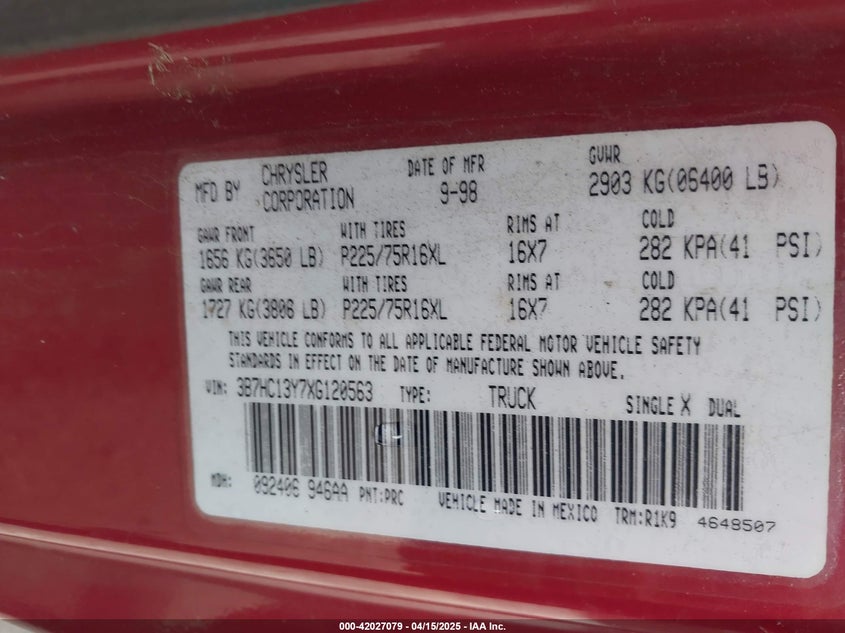 MFD BY CHRYSLER CORPORATION DATE OF MFR 9-98 GVWR 2903 KG(06400 LB)
GAWR FRONT WITH TIRES RIMS AT COLD
1656 KG(3650 LB) P225/75R16XL 16X7 282 KPA(41 PSI)
GAWR REAR WITH TIRES RIMS AT COLD
1727 KG(3808 LB) P225/75R16XL 16X7 282 KPA(41 PSI)
THIS VEHICLE CONFORMS TO ALL APPLICABLE FEDERAL MOTOR VEHICLE SAFETY
STANDARDS IN EFFECT ON THE DATE OF MANUFACTURE SHOWN ABOVE.
VIN: 3B7HC13Y7XG120563 TYPE: TRUCK SINGLE X DUAL
MDH: 092406 946AA PNT:PRC VEHICLE MADE IN MEXICO TRM:R1K9 4648507
000-42027079 - 04/15/2025 - IAA Inc.